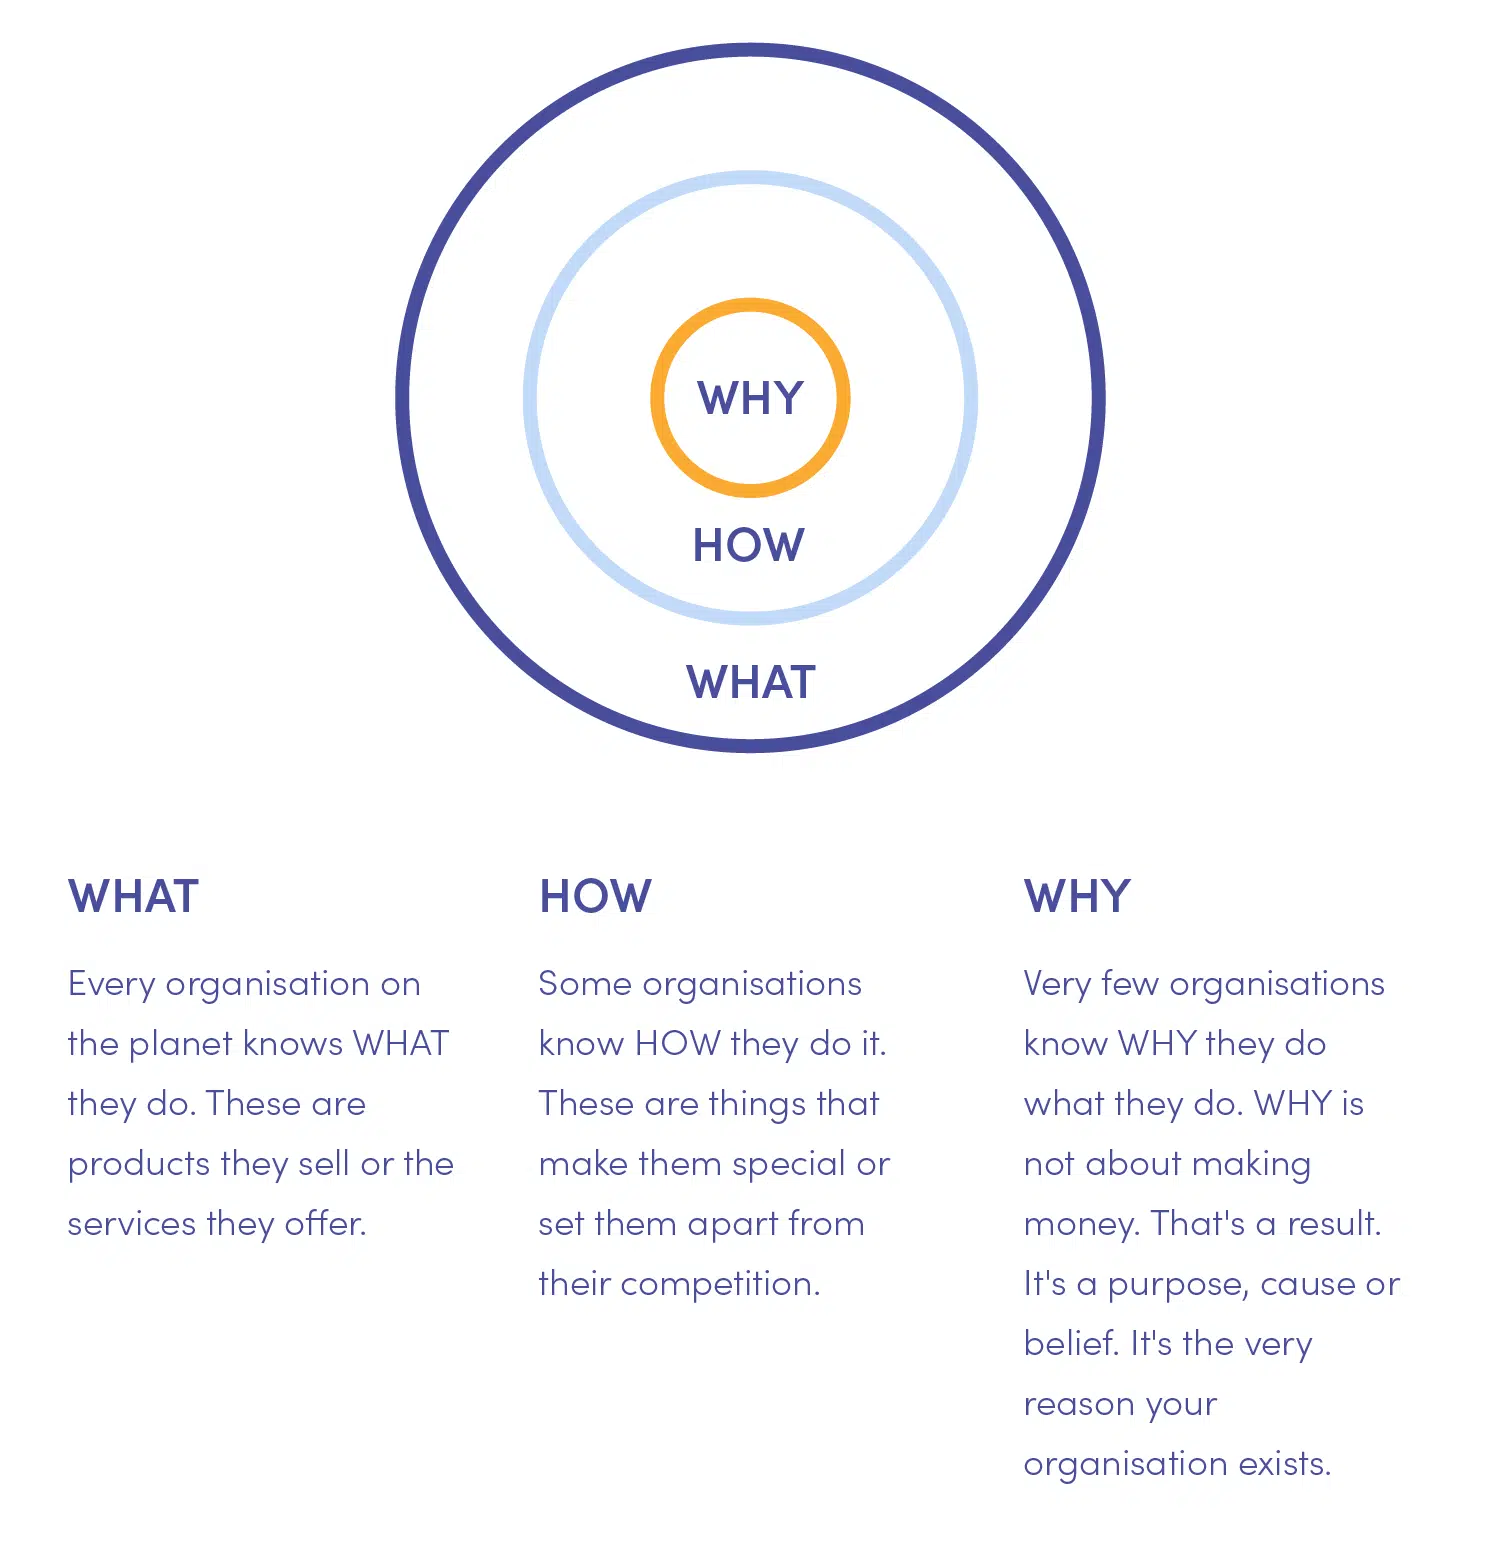 WHY
HOW
WHAT
WHAT
Every organisation on
the planet knows WHAT
they do. These are
products they sell or the
services they offer.
HOW
Some organisations
know HOW they do it.
These are things that
make them special or
set them apart from
their competition.
WHY
Very few organisations
know WHY they do
what they do. WHY is
not about making
money. That's a result.
It's a purpose, cause or
belief. It's the very
reason your
organisation exists.